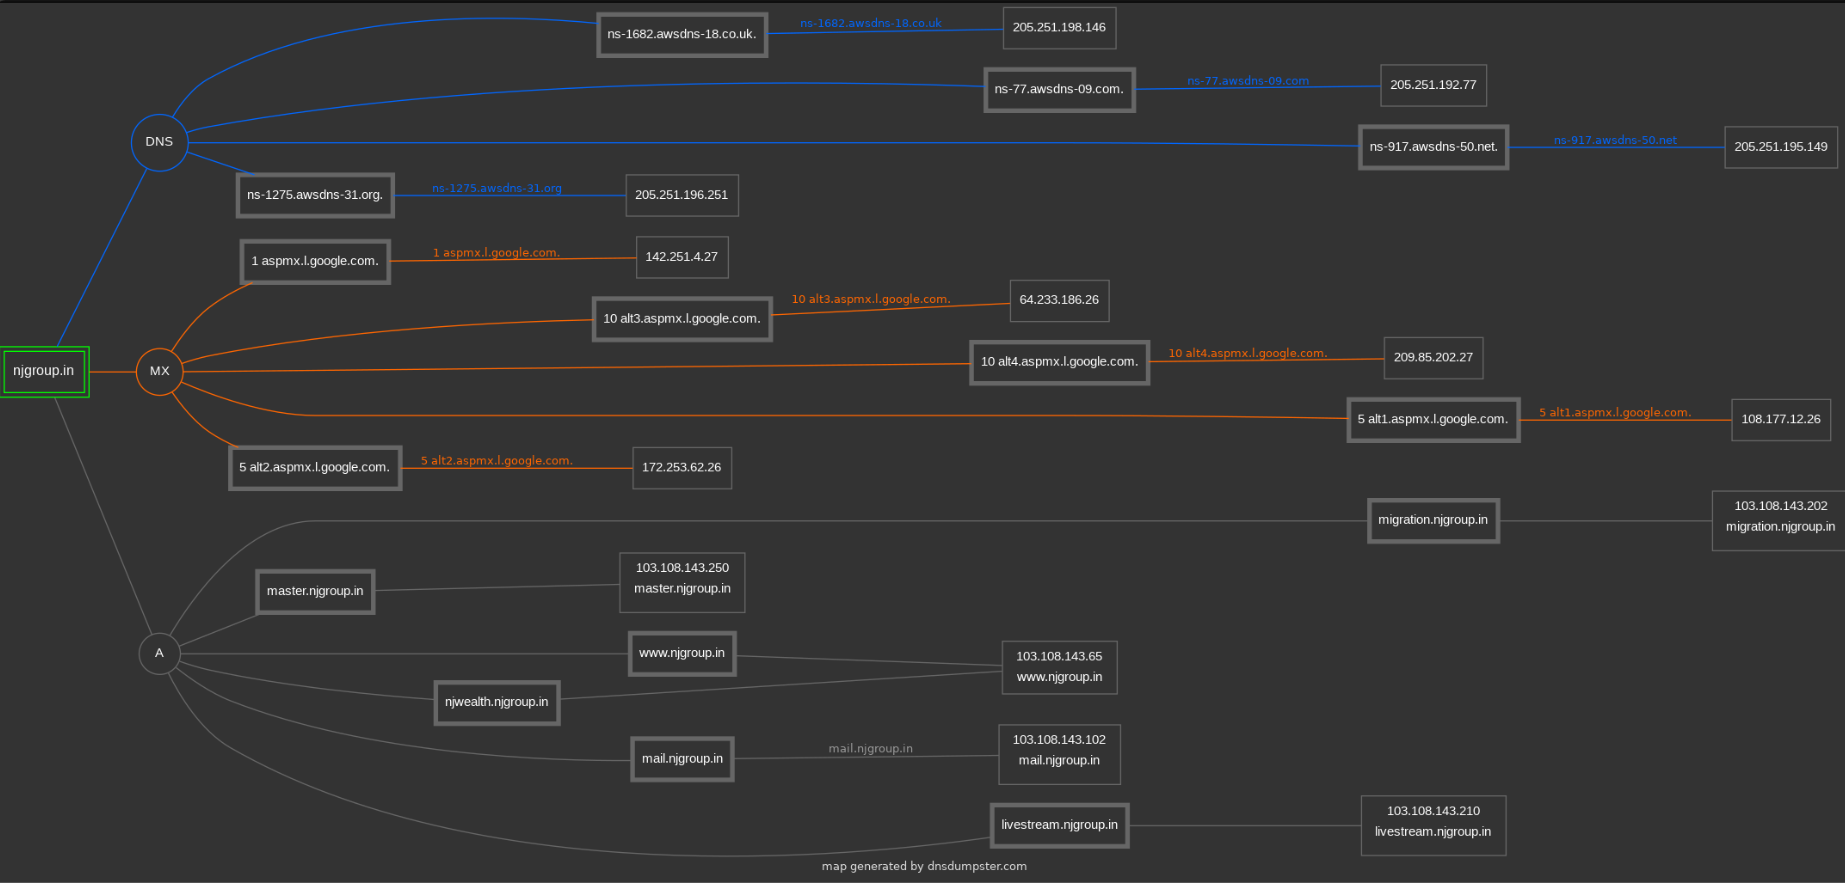 ns-1682.awsdns-18.co.uk.
ns-1682.awsdns-18.co.uk
205.251.198.146
ns-77.awsdns-09.com.
ns-77.awsdns-09.com
205.251.192.77
DNS
ns-917.awsdns-50.net.
ns-917.awsdns-50.net
205.251.195.149
ns-1275.awsdns-31.org.
ns-1275.awsdns-31.org
205.251.196.251
1 aspmx.l.google.com.
1 aspmx.l.google.com.
142.251.4.27
10 alt3.aspmx.l.google.com.
10 alt3.aspmx.l.google.com.
64.233.186.26
njgroup.in
MX
10 alt4.aspmx.l.google.com.
10 alt4.aspmx.l.google.com.
209.85.202.27
5 alt1.aspmx.l.google.com.
5 alt1.aspmx.l.google.com.
108.177.12.26
5 alt2.aspmx.l.google.com.
5 alt2.aspmx.l.google.com.
172.253.62.26
migration.njgroup.in
103.108.143.202
migration.njgroup.in
master.njgroup.in
103.108.143.250
master.njgroup.in
A
www.njgroup.in
103.108.143.65
www.njgroup.in
njwealth.njgroup.in
mail.njgroup.in
mail.njgroup.in
103.108.143.102
mail.njgroup.in
livestream.njgroup.in
103.108.143.210
livestream.njgroup.in
map generated by dnsdumpster.com